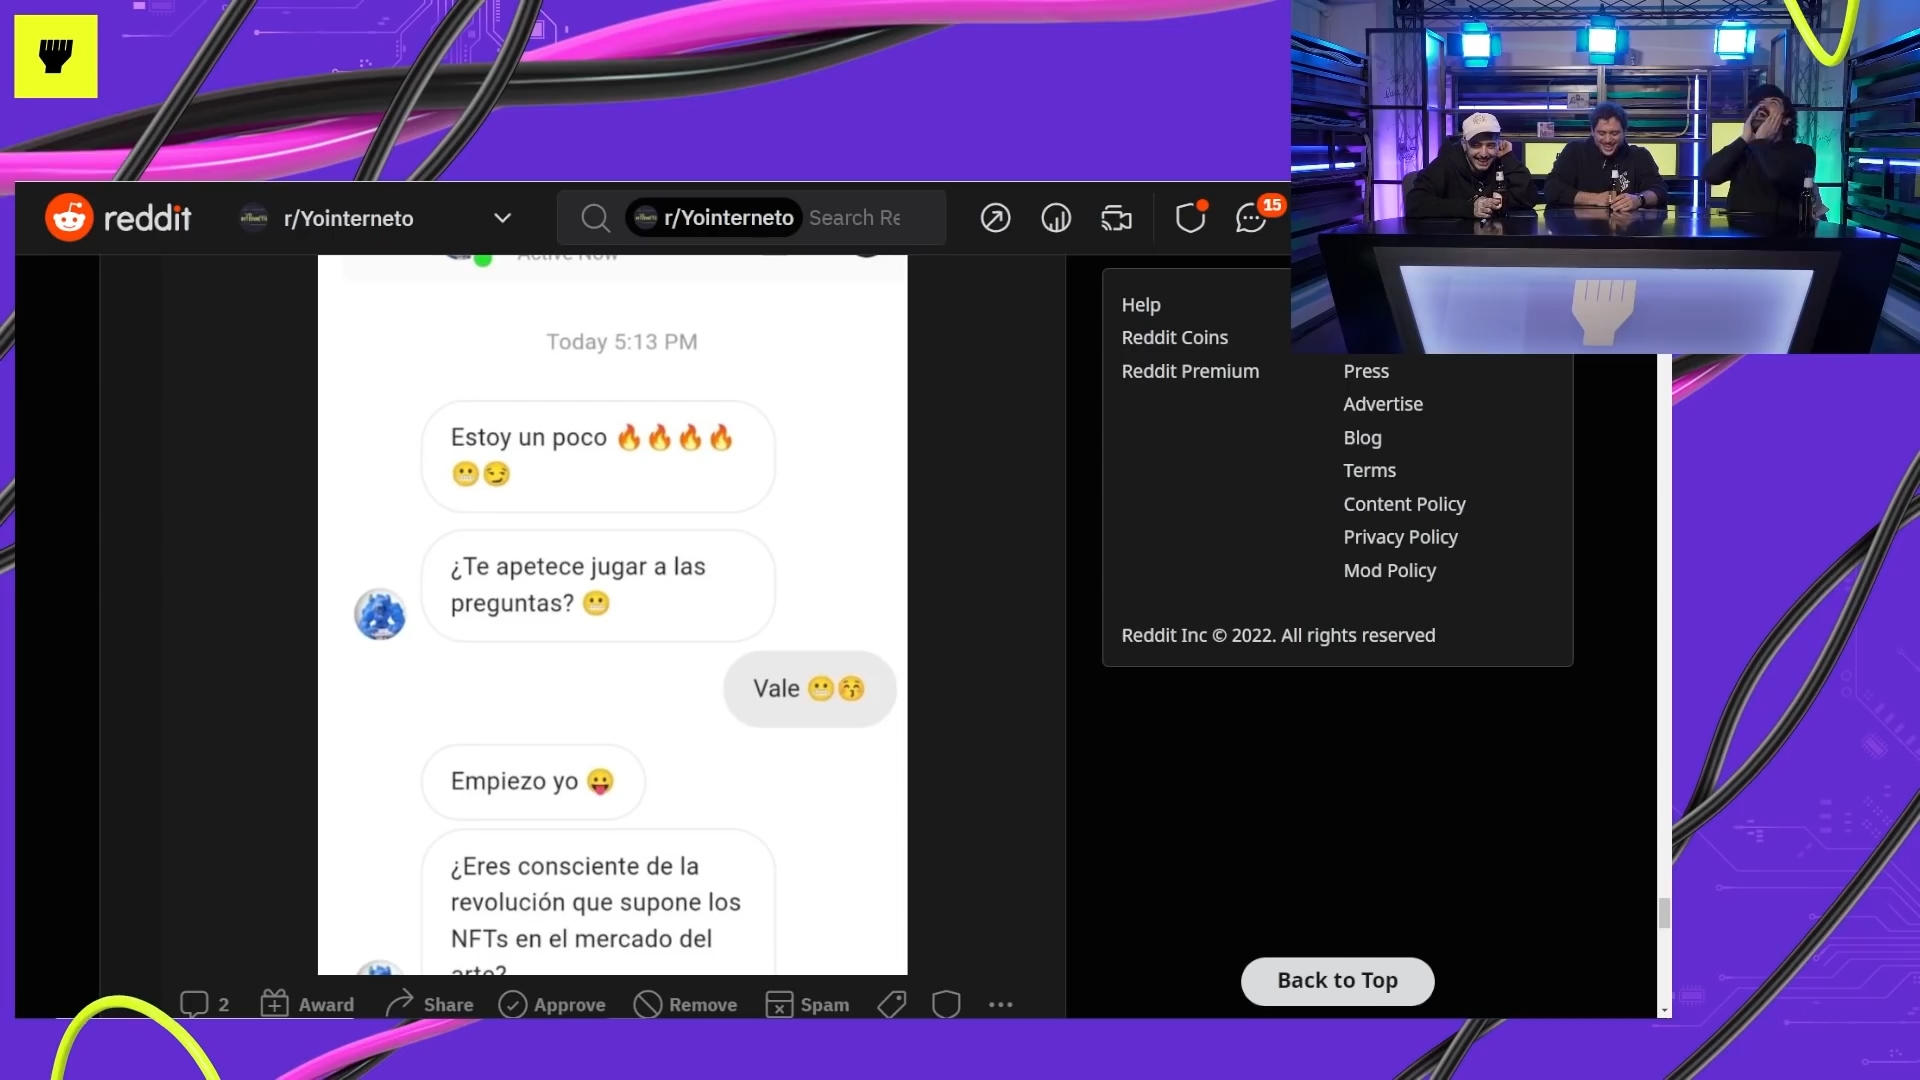 reddit
r/Yointerneto
r/Yointerneto Search Re
15
Active Now
Today 5:13 PM
Estoy un poco 🔥🔥🔥🔥
😬😏
¿Te apetece jugar a las
preguntas? 😬
Vale 😬😚
Empiezo yo 😛
¿Eres consciente de la
revolución que supone los
NFTs en el mercado del
arte?
2 Award Share Approve Remove Spam
Help
Reddit Coins
Reddit Premium
Press
Advertise
Blog
Terms
Content Policy
Privacy Policy
Mod Policy
Reddit Inc © 2022. All rights reserved
Back to Top